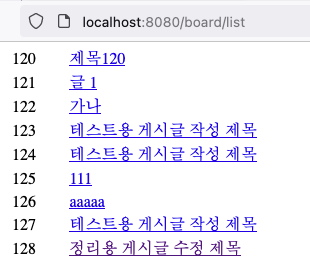 localhost:8080/board/list
120 제목120
121 글 1
122 가나
123 테스트용 게시글 작성 제목
124 테스트용 게시글 작성 제목
125 111
126 aaaaa
127 테스트용 게시글 작성 제목
128 정리용 게시글 수정 제목